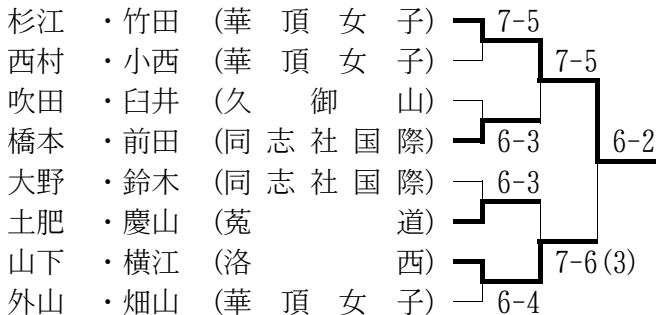 杉江 ・竹田 (華頂女子) 7-5
西村 ・小西 (華頂女子) 7-5
吹田 ・臼井 (久御山)
橋本 ・前田 (同志社国際) 6-3 6-2
大野 ・鈴木 (同志社国際) 6-3
土肥 ・慶山 (菟道)
山下 ・横江 (洛西) 7-6(3)
外山 ・畑山 (華頂女子) 6-4